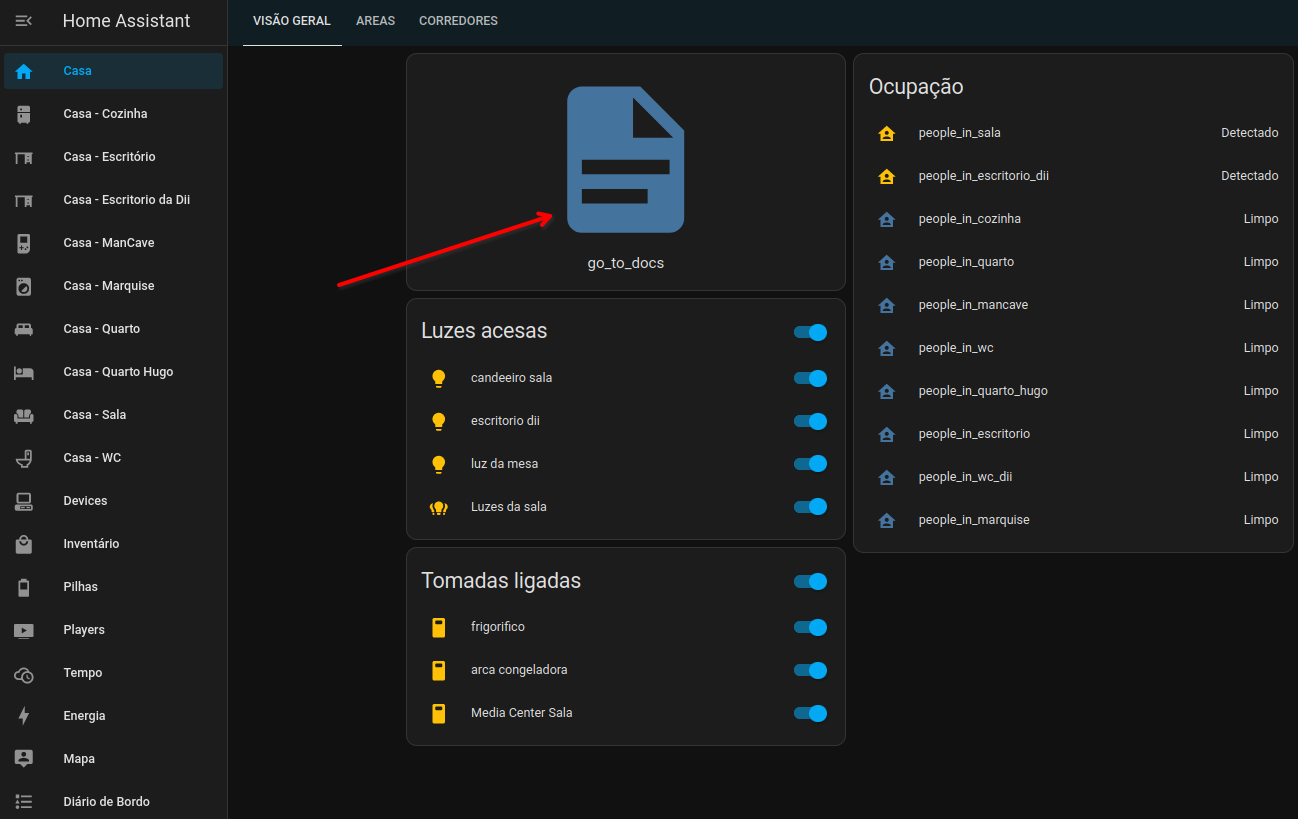 Home Assistant
Casa
Casa - Cozinha
Casa - Escritório
Casa - Escritorio da Dii
Casa - ManCave
Casa - Marquise
Casa - Quarto
Casa - Quarto Hugo
Casa - Sala
Casa - WC
Devices
Inventário
Pilhas
Players
Tempo
Energia
Mapa
Diário de Bordo
VISÃO GERAL AREAS CORREDORES
go_to_docs
Luzes acesas
candeeiro sala
escritorio dii
luz da mesa
Luzes da sala
Tomadas ligadas
frigorifico
arca congeladora
Media Center Sala
Ocupação
people_in_sala Detectado
people_in_escritorio_dii Detectado
people_in_cozinha Limpo
people_in_quarto Limpo
people_in_mancave Limpo
people_in_wc Limpo
people_in_quarto_hugo Limpo
people_in_escritorio Limpo
people_in_wc_dii Limpo
people_in_marquise Limpo